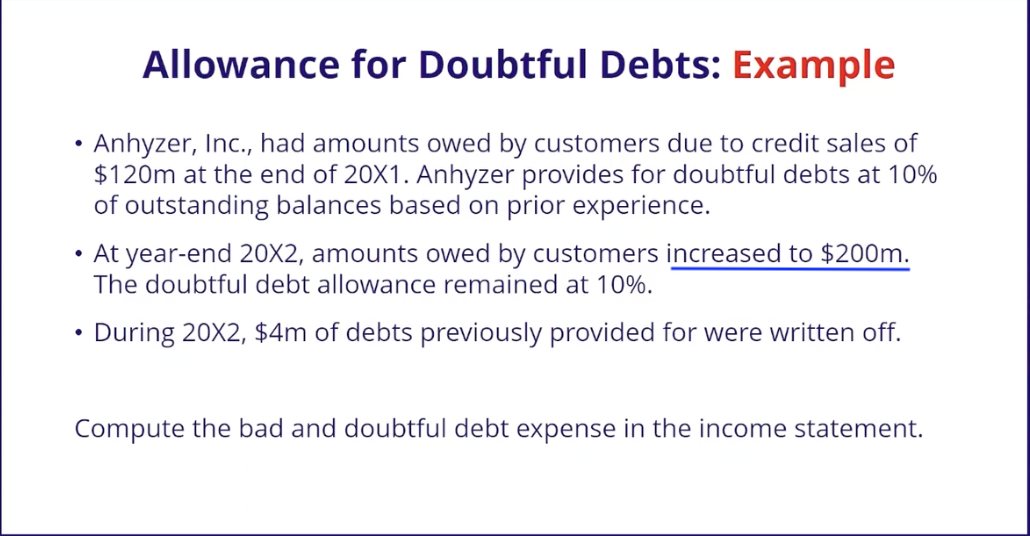 Allowance for Doubtful Debts: Example
• Anhyzer, Inc., had amounts owed by customers due to credit sales of
$120m at the end of 20X1. Anhyzer provides for doubtful debts at 10%
of outstanding balances based on prior experience.
• At year-end 20X2, amounts owed by customers increased to $200m.
The doubtful debt allowance remained at 10%.
• During 20X2, $4m of debts previously provided for were written off.
Compute the bad and doubtful debt expense in the income statement.